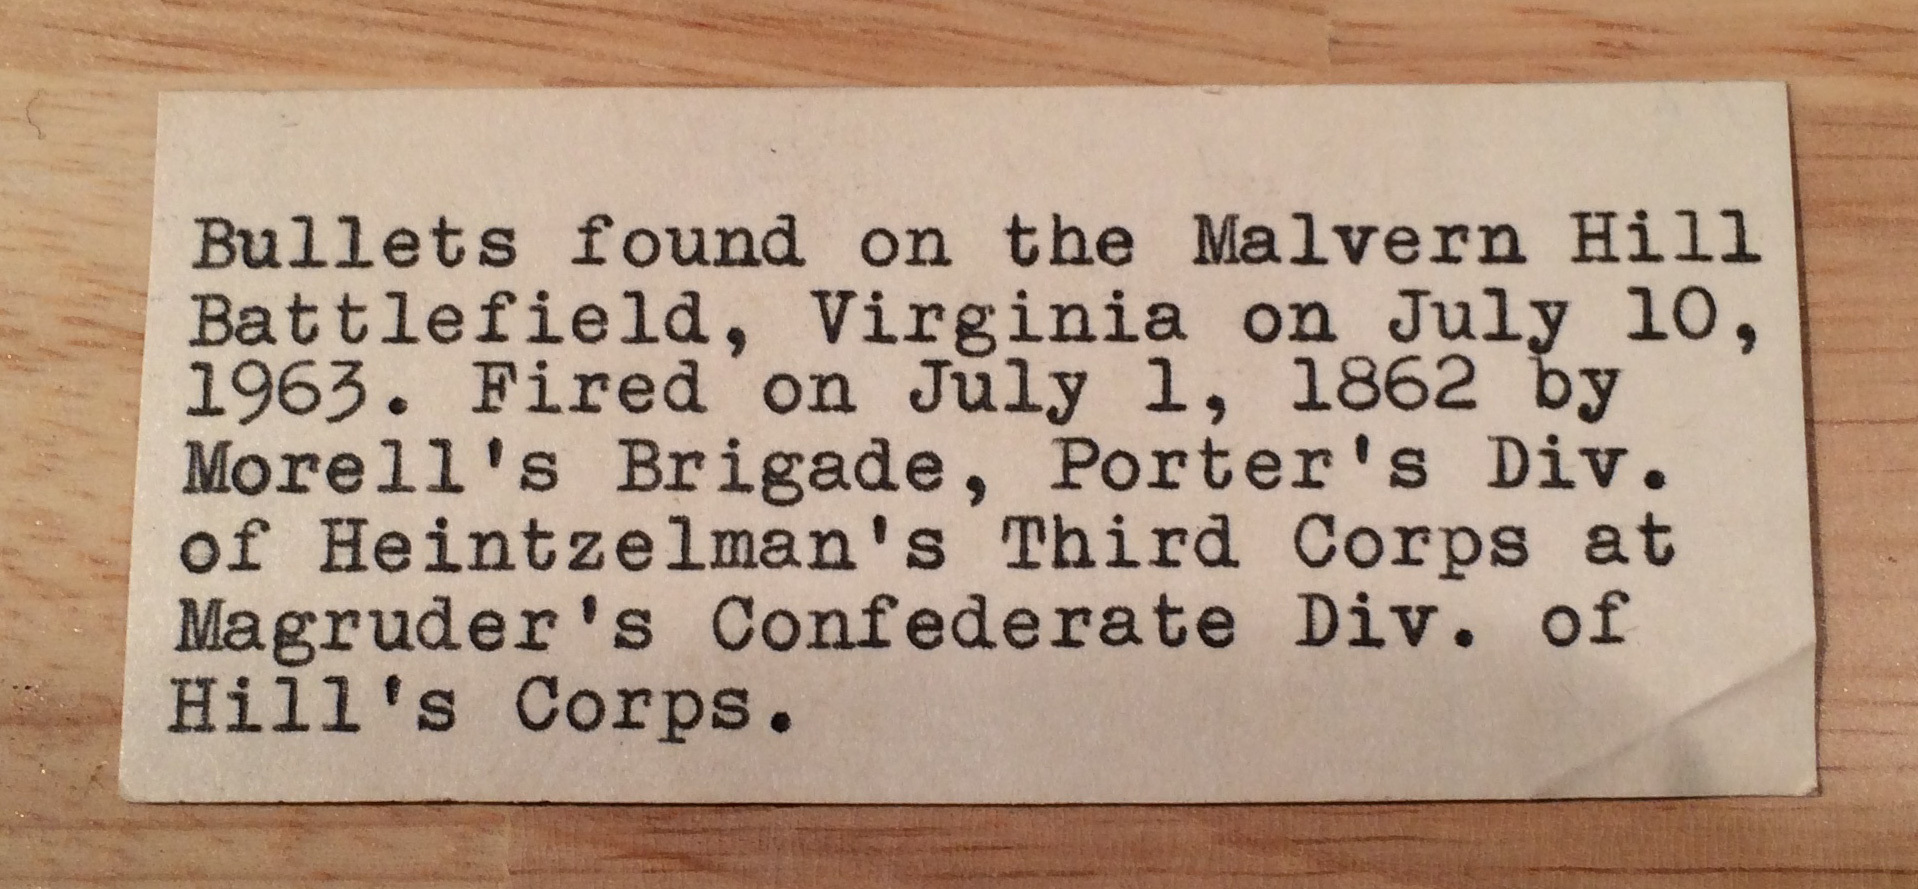 Bullets found on the Malvern Hill
Battlefield, Virginia on July 10,
1963. Fired on July 1, 1862 by
Morell's Brigade, Porter's Div.
of Heintzelman's Third Corps at
Magruder's Confederate Div. of
Hill's Corps.